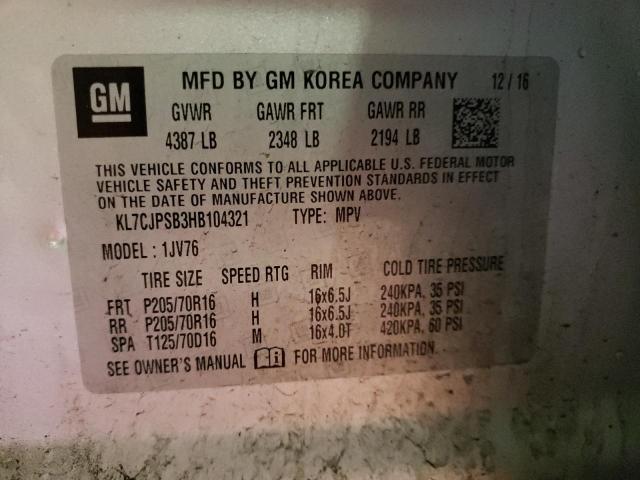 GM MFD BY GM KOREA COMPANY 12/16
GVWR GAWR FRT GAWR RR
4387 LB 2348 LB 2194 LB
THIS VEHICLE CONFORMS TO ALL APPLICABLE U.S. FEDERAL MOTOR
VEHICLE SAFETY AND THEFT PREVENTION STANDARDS IN EFFECT
ON THE DATE OF MANUFACTURE SHOWN ABOVE.
KL7CJPSB3HB104321 TYPE: MPV
MODEL : 1JV76
TIRE SIZE SPEED RTG RIM COLD TIRE PRESSURE
FRT P205/70R16 H 16x6.5J 240KPA, 35 PSI
RR P205/70R16 H 16x6.5J 240KPA, 35 PSI
SPA T125/70D16 M 16x4.0T 420KPA, 60 PSI
SEE OWNER'S MANUAL FOR MORE INFORMATION.